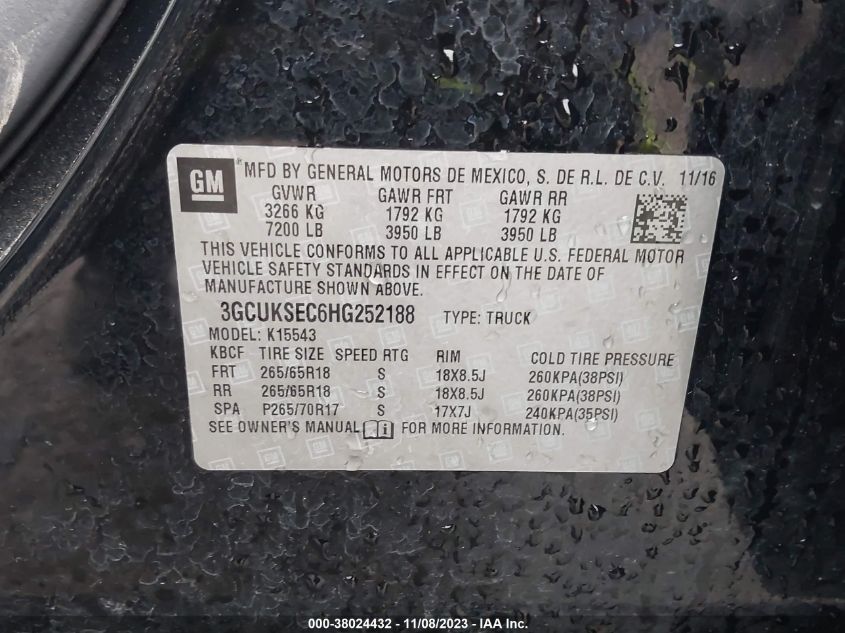 GM ® MFD BY GENERAL MOTORS DE MEXICO, S. DE R.L. DE C.V. 11/16
GVWR GAWR FRT GAWR RR
3266 KG 1792 KG 1792 KG
7200 LB 3950 LB 3950 LB
THIS VEHICLE CONFORMS TO ALL APPLICABLE U.S. FEDERAL MOTOR
VEHICLE SAFETY STANDARDS IN EFFECT ON THE DATE OF
MANUFACTURE SHOWN ABOVE.
3GCUKSEC6HG252188 TYPE: TRUCK
MODEL: K15543
KBCF TIRE SIZE SPEED RTG RIM COLD TIRE PRESSURE
FRT 265/65R18 S 18X8.5J 260KPA(38PSI)
RR 265/65R18 S 18X8.5J 260KPA(38PSI)
SPA P265/70R17 S 17X7J 240KPA(35PSI)
SEE OWNER'S MANUAL FOR MORE INFORMATION.
000-38024432 - 11/08/2023 - IAA Inc.